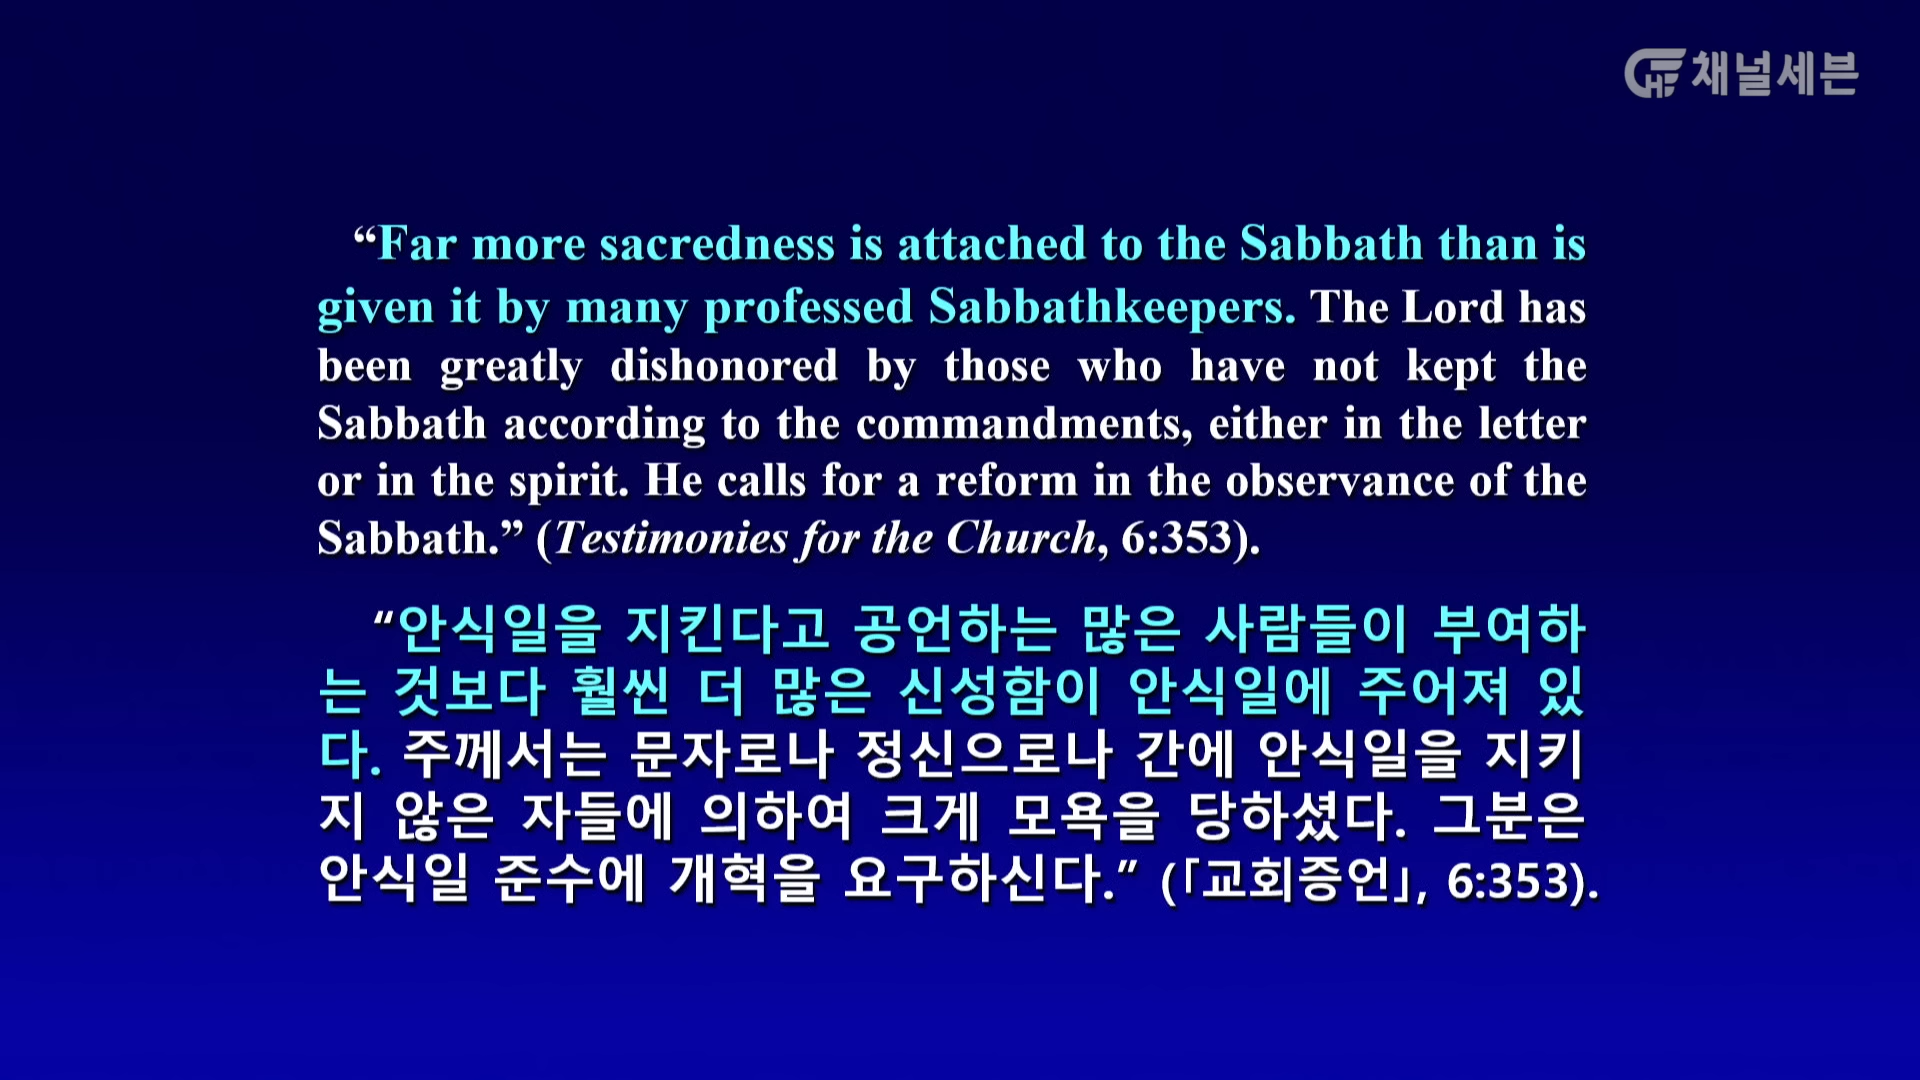 채널세븐
“Far more sacredness is attached to the Sabbath than is
given it by many professed Sabbathkeepers. The Lord has
been greatly dishonored by those who have not kept the
Sabbath according to the commandments, either in the letter
or in the spirit. He calls for a reform in the observance of the
Sabbath.” (Testimonies for the Church, 6:353).
“안식일을 지킨다고 공언하는 많은 사람들이 부여하
는 것보다 훨씬 더 많은 신성함이 안식일에 주어져 있
다. 주께서는 문자로나 정신으로나 간에 안식일을 지키
지 않은 자들에 의하여 크게 모욕을 당하셨다. 그분은
안식일 준수에 개혁을 요구하신다.” (「교회증언」, 6:353).